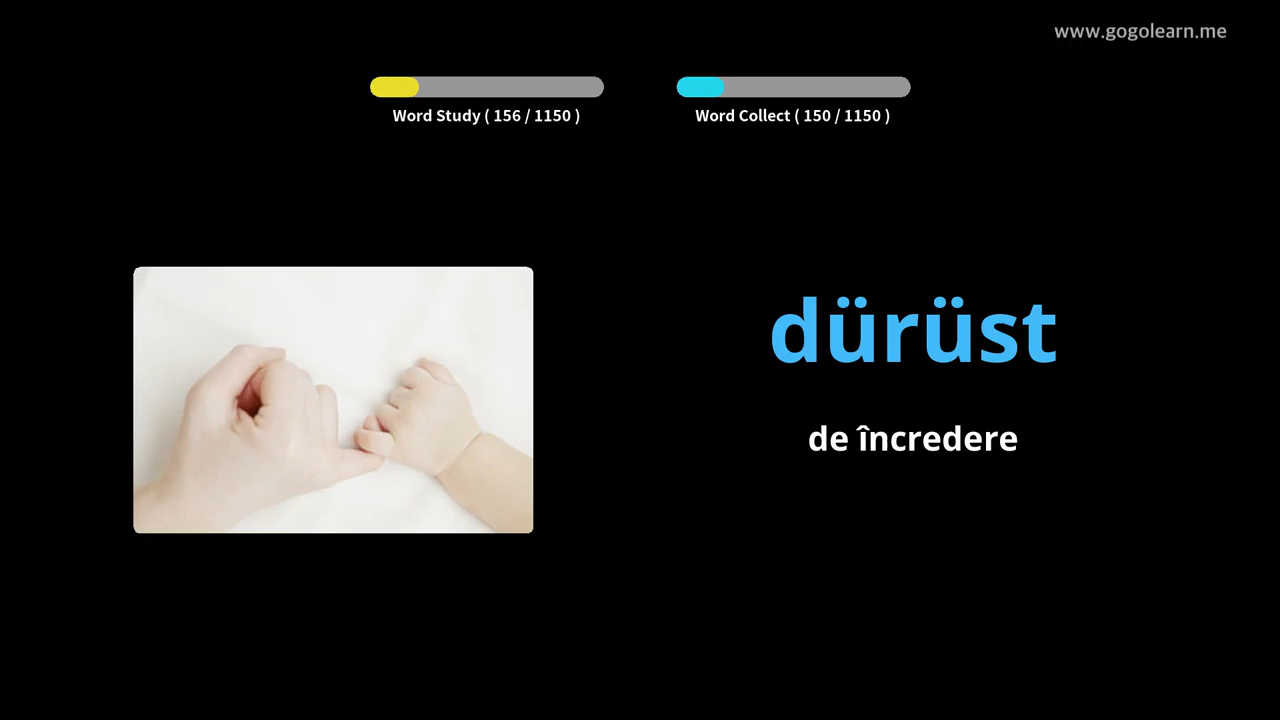 www.gogolearn.me
Word Study ( 156 / 1150 )
Word Collect ( 150 / 1150 )
dürüst
de încredere